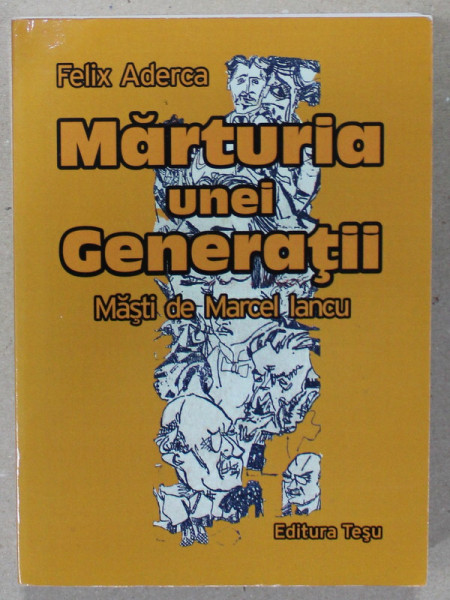 Felix Aderca
Mărturia
unei
Generaţii
Măşti de Marcel Iancu
Editura Teşu